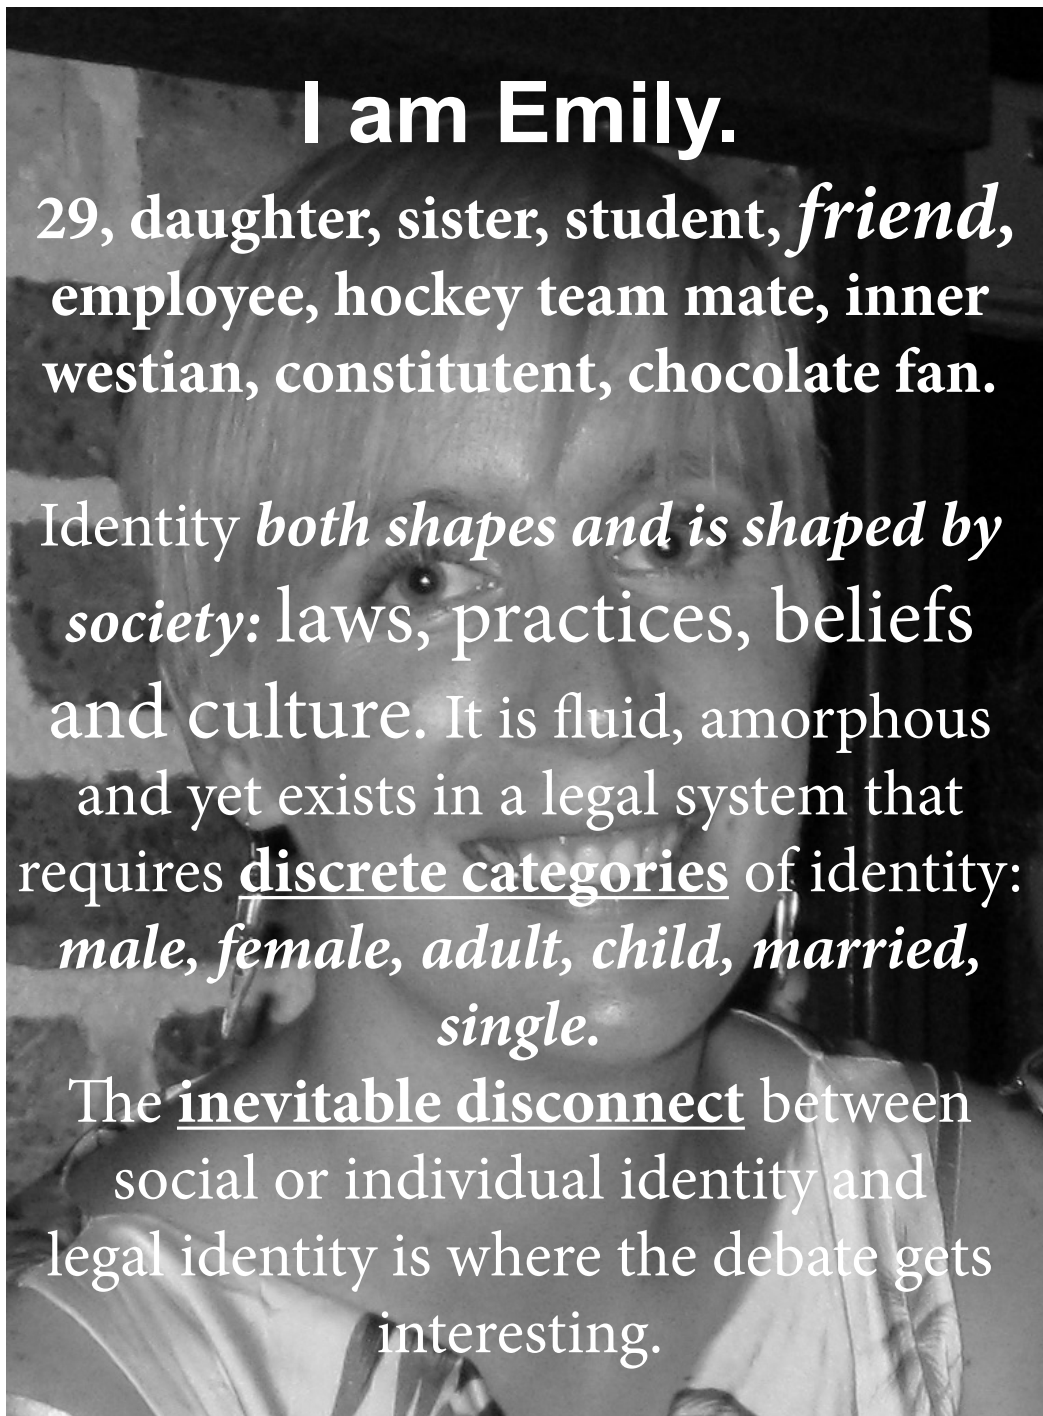 I am Emily.
29, daughter, sister, student, friend,
employee, hockey team mate, inner
westian, constitutent, chocolate fan.
Identity both shapes and is shaped by
society: laws, practices, beliefs
and culture. It is fluid, amorphous
and yet exists in a legal system that
requires discrete categories of identity:
male, female, adult, child, married,
single.
The inevitable disconnect between
social or individual identity and
legal identity is where the debate gets
interesting.